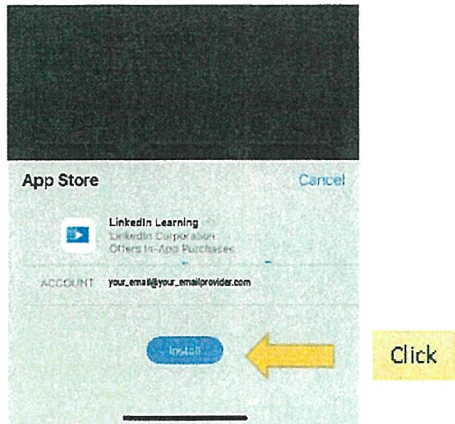 App Store Cancel
LinkedIn Learning
LinkedIn Corporation
Offers In-App Purchases
ACCOUNT your_email@your_emailprovider.com
Install
Click